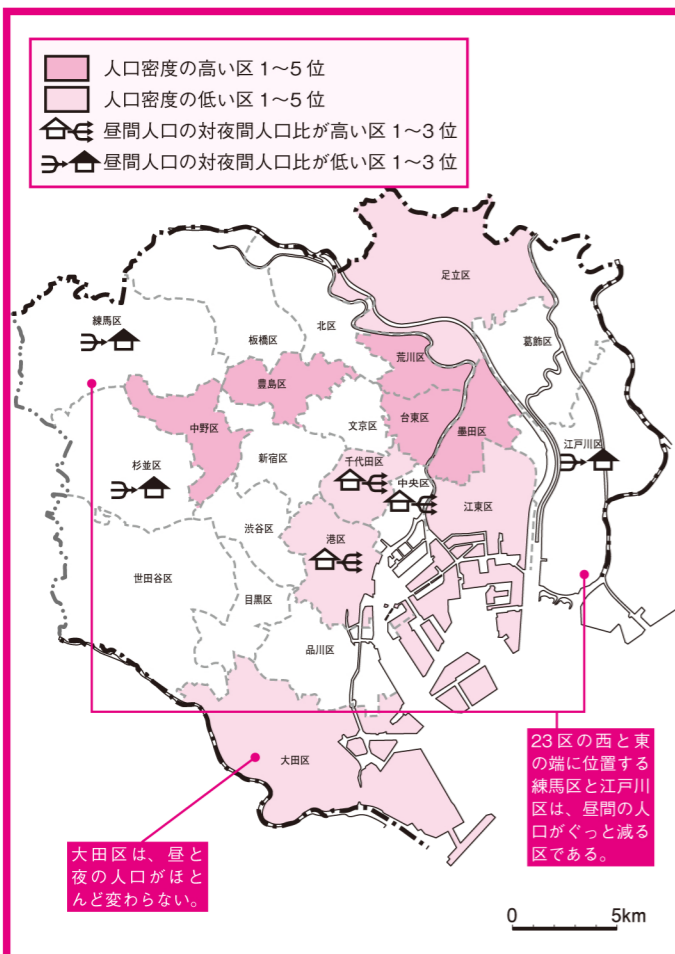 人口密度の高い区 1～5 位
人口密度の低い区 1～5 位
昼間人口の対夜間人口比が高い区 1～3 位
昼間人口の対夜間人口比が低い区 1～3 位
足立区
練馬区
北区
板橋区
葛飾区
荒川区
豊島区
台東区
文京区
中野区
墨田区
江戸川区
新宿区
千代田区
杉並区
中央区
江東区
渋谷区
港区
世田谷区
目黒区
品川区
大田区
23区の西と東
の端に位置する
練馬区と江戸川
区は、昼間の人
口がぐっと減る
区である。
大田区は、昼と
夜の人口がほと
んど変わらない。
0 5km